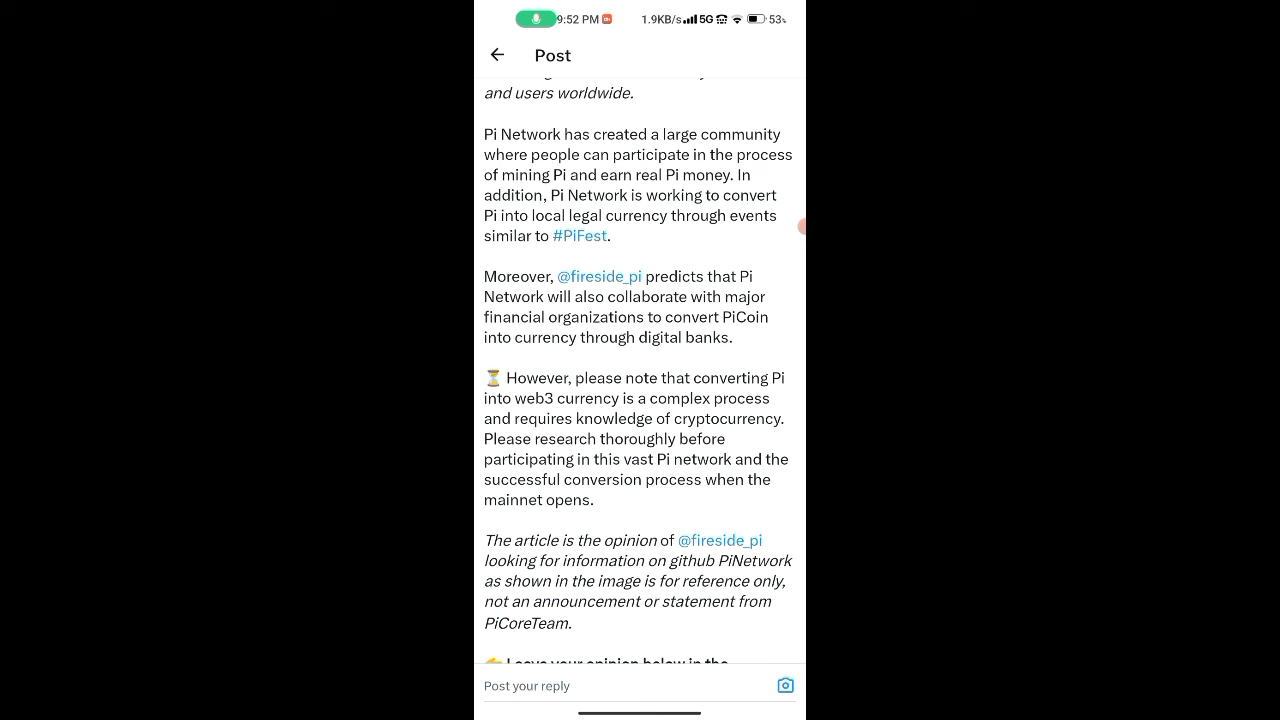 9:52 PM 1.9KB/s 5G 53%
Post
and users worldwide.
Pi Network has created a large community
where people can participate in the process
of mining Pi and earn real Pi money. In
addition, Pi Network is working to convert
Pi into local legal currency through events
similar to #PiFest.
Moreover, @fireside_pi predicts that Pi
Network will also collaborate with major
financial organizations to convert PiCoin
into currency through digital banks.
⏳ However, please note that converting Pi
into web3 currency is a complex process
and requires knowledge of cryptocurrency.
Please research thoroughly before
participating in this vast Pi network and the
successful conversion process when the
mainnet opens.
The article is the opinion of @fireside_pi
looking for information on github PiNetwork
as shown in the image is for reference only,
not an announcement or statement from
PiCoreTeam.
👉 Leave your opinion below in the
Post your reply